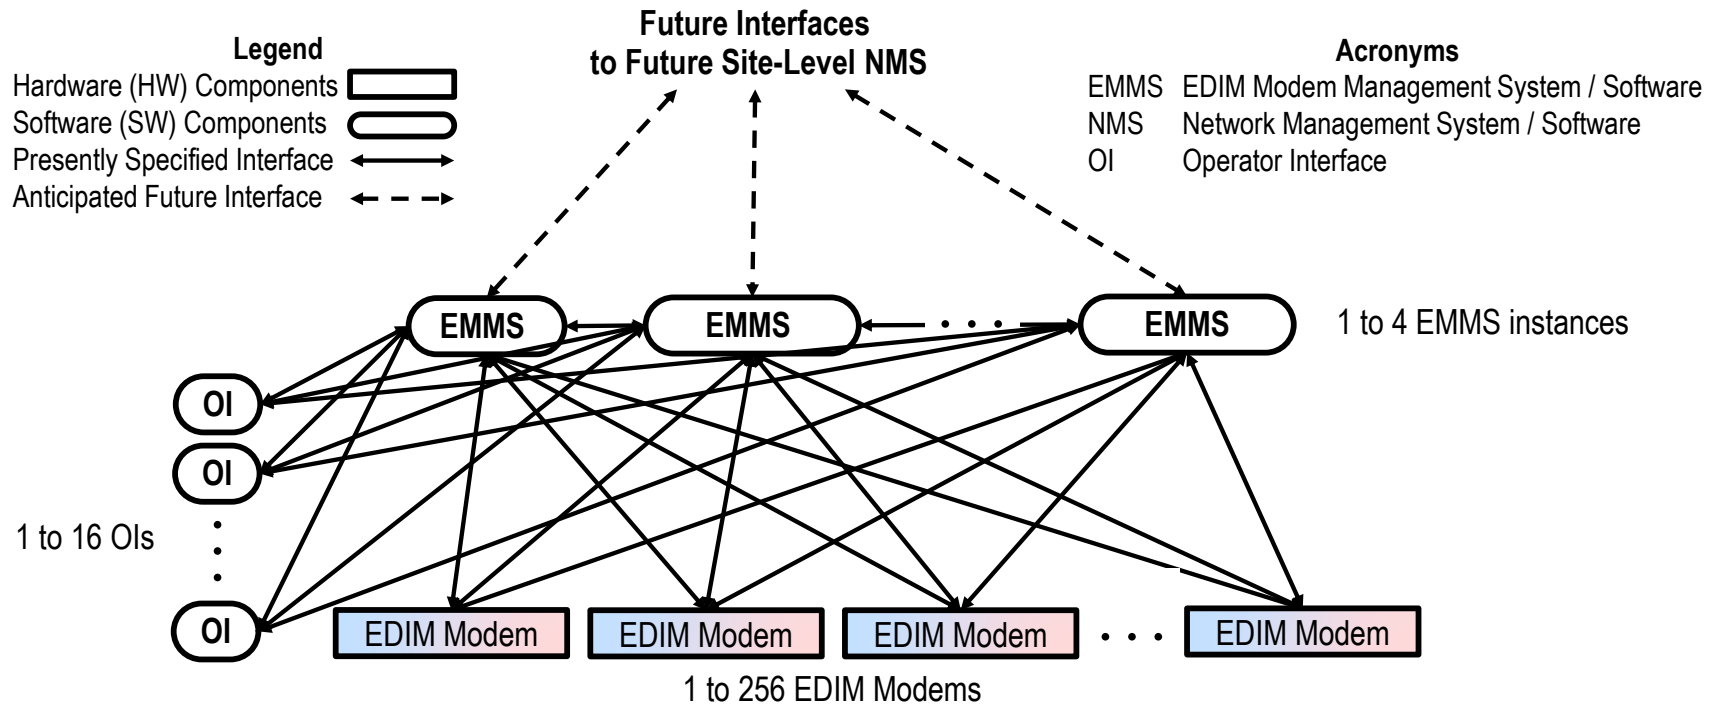 Future Interfaces
to Future Site-Level NMS
Legend
Hardware (HW) Components
Software (SW) Components
Presently Specified Interface
Anticipated Future Interface
Acronyms
EMMS EDIM Modem Management System / Software
NMS Network Management System / Software
OI Operator Interface
EMMS
EMMS
EMMS
1 to 4 EMMS instances
OI
OI
1 to 16 OIs
OI
EDIM Modem
EDIM Modem
EDIM Modem
EDIM Modem
1 to 256 EDIM Modems